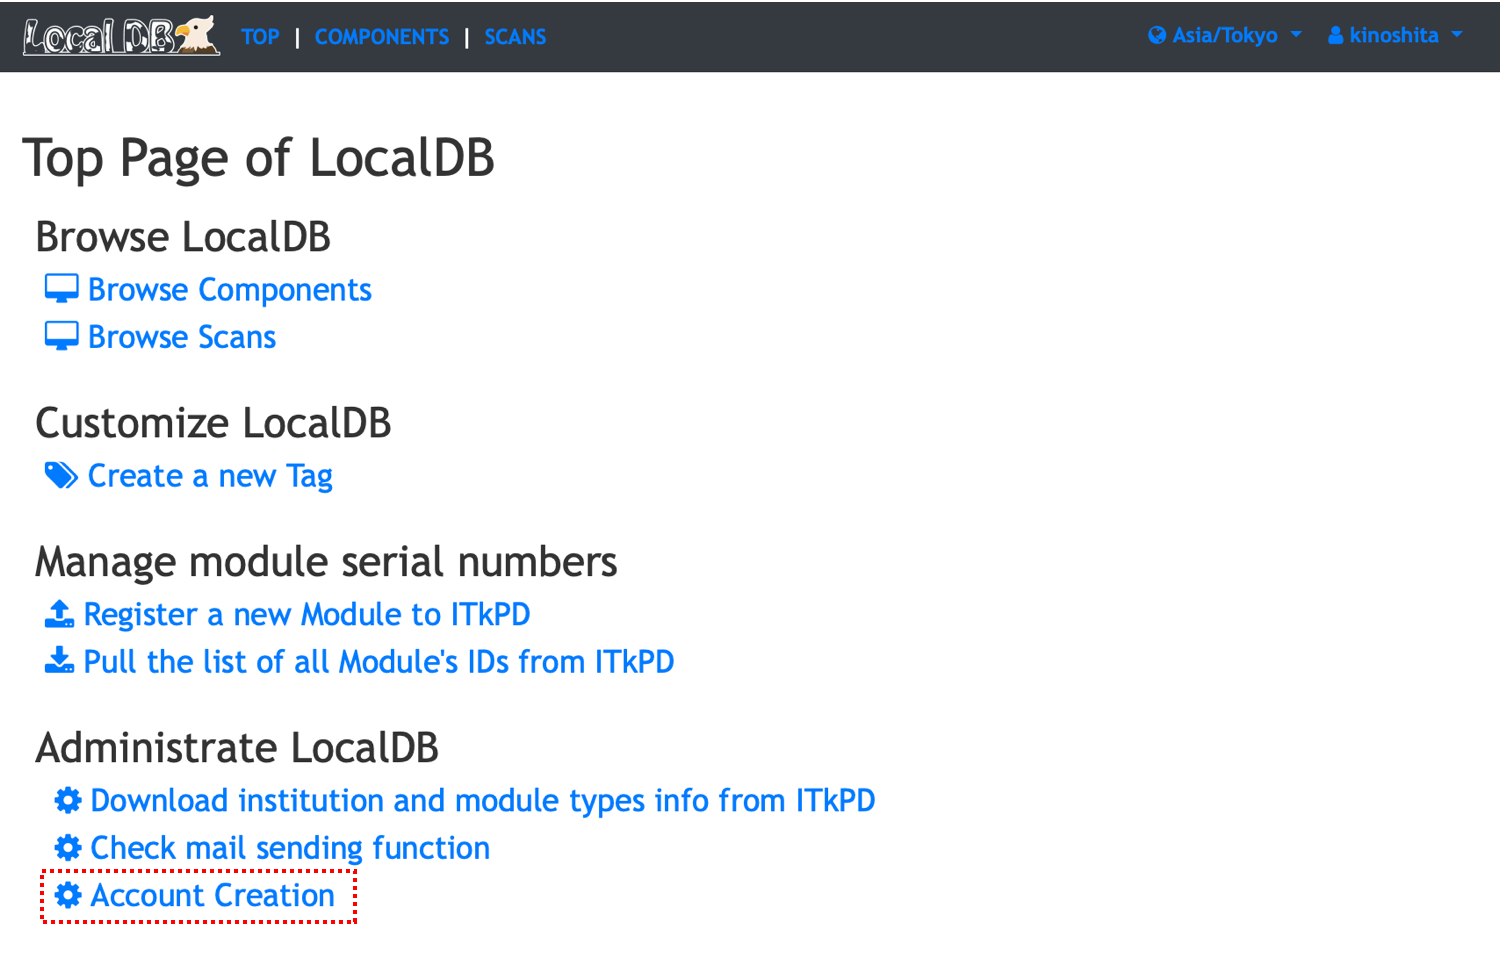 Local DB TOP | COMPONENTS | SCANS Asia/Tokyo kinoshita
Top Page of LocalDB
Browse LocalDB
Browse Components
Browse Scans
Customize LocalDB
Create a new Tag
Manage module serial numbers
Register a new Module to ITkPD
Pull the list of all Module's IDs from ITkPD
Administrate LocalDB
Download institution and module types info from ITkPD
Check mail sending function
Account Creation